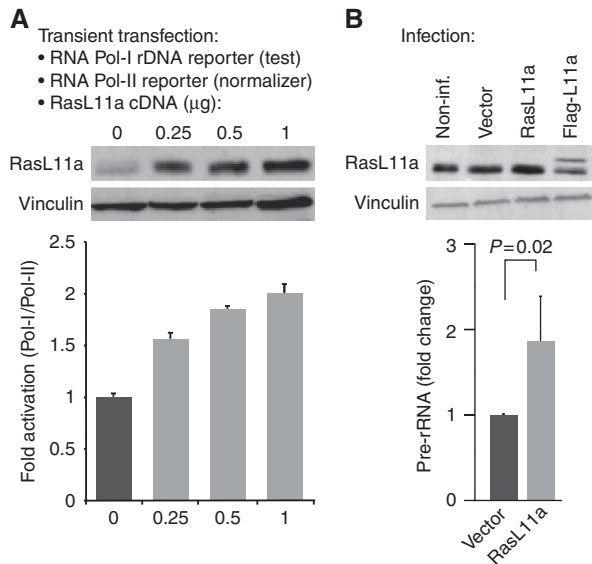 A
Transient transfection:
• RNA Pol-I rDNA reporter (test)
• RNA Pol-II reporter (normalizer)
• RasL11a cDNA (μg):
0 0.25 0.5 1
RasL11a
Vinculin
Fold activation (Pol-I/Pol-II)
2.5
2
1.5
1
0.5
0
0 0.25 0.5 1
B
Infection:
Non-inf.
Vector
RasL11a
Flag-L11a
RasL11a
Vinculin
Pre-rRNA (fold change)
3
2
1
0
P=0.02
Vector
RasL11a